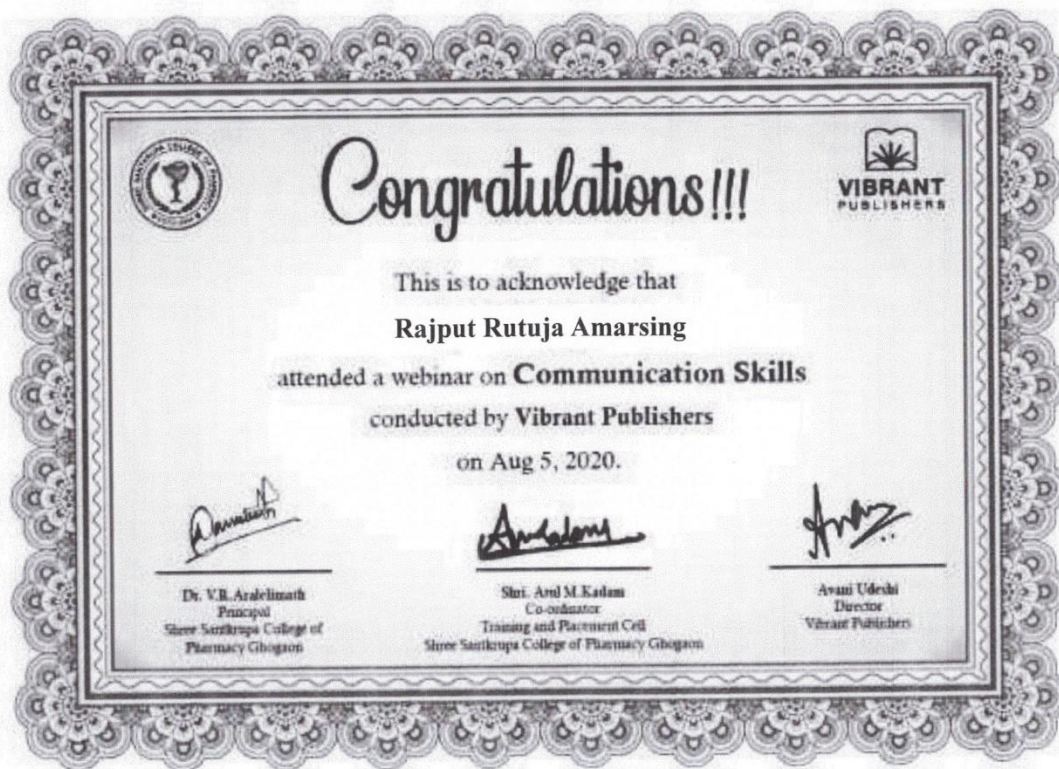 Congratulations!!!
VIBRANT
PUBLISHERS
This is to acknowledge that
Rajput Rutuja Amarsing
attended a webinar on Communication Skills
conducted by Vibrant Publishers
on Aug 5, 2020.
Dr. V.R. Aralelimath
Principal
Shree Santkrupa College of
Pharmacy Ghogaon
Shri. Amil M.Kadam
Co-ordinator
Training and Placement Cell
Shree Santkrupa College of Pharmacy Ghogaon
Avani Udeshi
Director
Vibrant Publishers